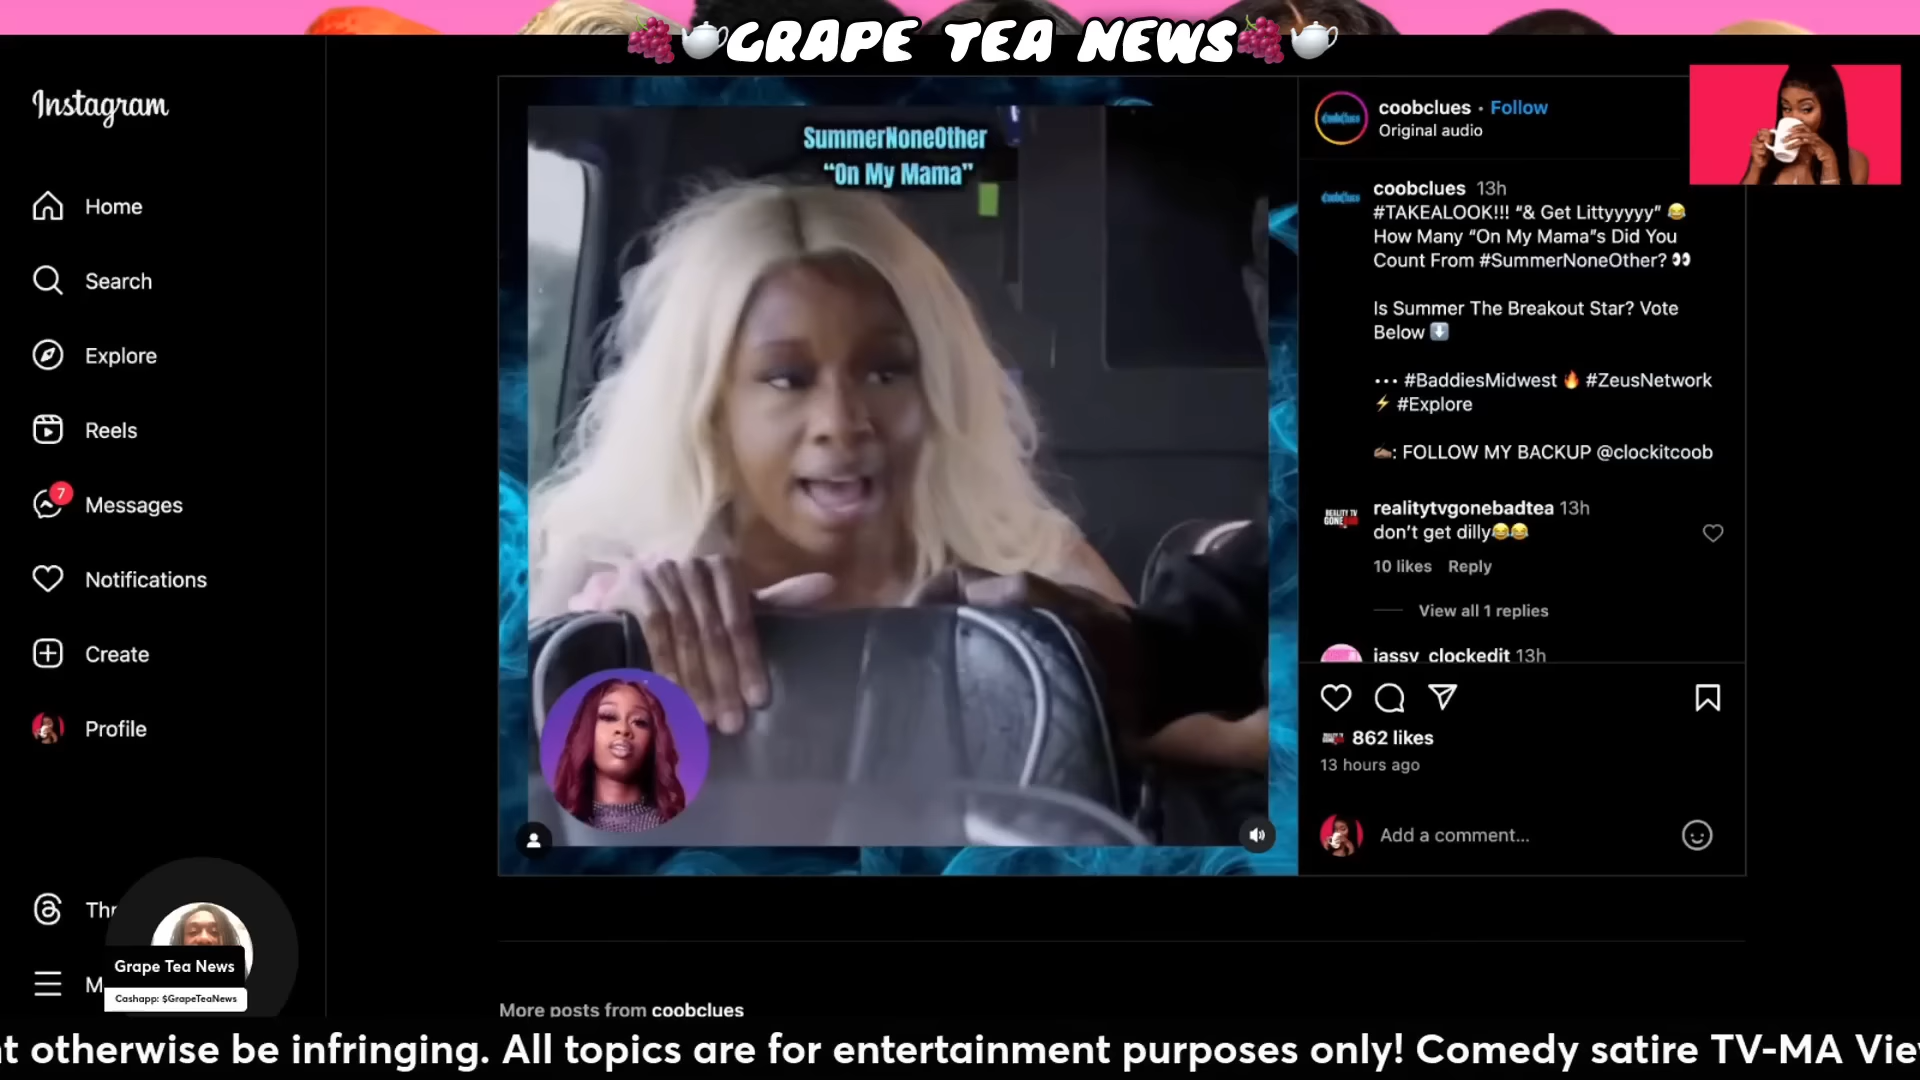 GRAPE TEA NEWS
Instagram
Home
Search
Explore
Reels
7
Messages
Notifications
Create
Profile
Grape Tea News
Cashapp: $GrapeTeaNews
SummerNoneOther
“On My Mama”
coobclues • Follow
Original audio
coobclues 13h
#TAKEALOOK!!! “& Get Littyyyyy” 😂
How Many “On My Mama”s Did You
Count From #SummerNoneOther? 👀
Is Summer The Breakout Star? Vote
Below ⬇️
••• #BaddiesMidwest 🔥 #ZeusNetwork
⚡ #Explore
✍🏾: FOLLOW MY BACKUP @clockitcoob
REALITY TV
GONE
realitytvgonebadtea 13h
don’t get dilly😂😂
10 likes Reply
View all 1 replies
jassy_clockedit 13h
862 likes
13 hours ago
Add a comment...
More posts from coobclues
otherwise be infringing. All topics are for entertainment purposes only! Comedy satire TV-MA